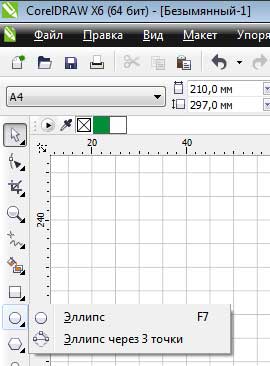 CorelDRAW X6 (64 бит) - [Безымянный-1]
Файл Правка Вид Макет Упоря
A4
210,0 мм
297,0 мм
20 40
240
Эллипс F7
Эллипс через 3 точки